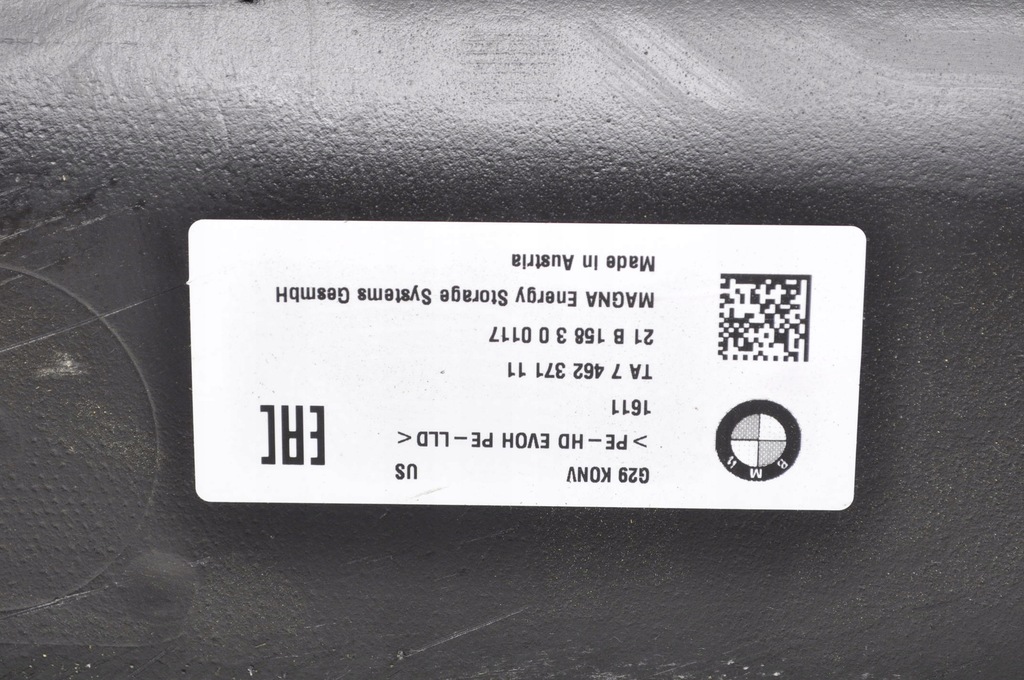 G29 KONV US
>PE-HD EVOH PE-LLD<
1611
TA 7 462 371 11
21 B 158 3 0 0117
MAGNA Energy Storage Systems GesmbH
Made in Austria
BMW
EAC